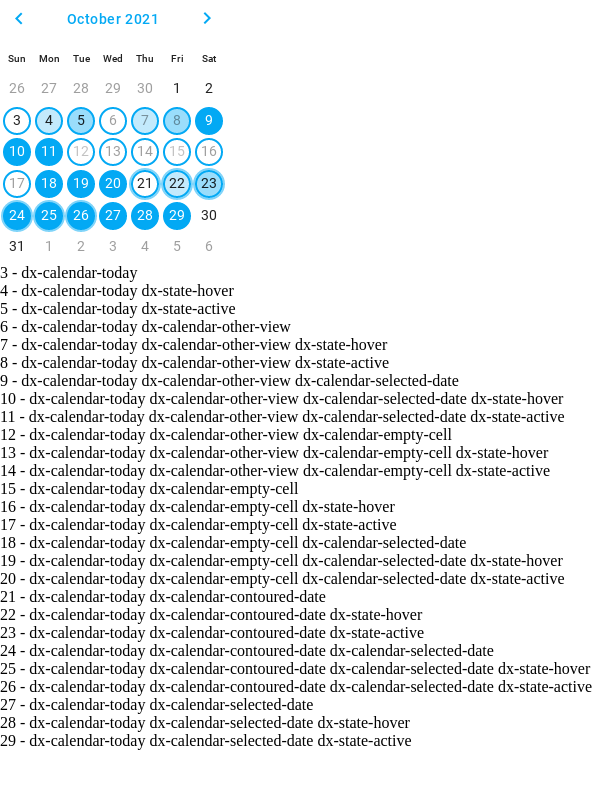 October 2021
Sun Mon Tue Wed Thu Fri Sat
26 27 28 29 30 1 2
3 4 5 6 7 8 9
10 11 12 13 14 15 16
17 18 19 20 21 22 23
24 25 26 27 28 29 30
31 1 2 3 4 5 6
3 - dx-calendar-today
4 - dx-calendar-today dx-state-hover
5 - dx-calendar-today dx-state-active
6 - dx-calendar-today dx-calendar-other-view
7 - dx-calendar-today dx-calendar-other-view dx-state-hover
8 - dx-calendar-today dx-calendar-other-view dx-state-active
9 - dx-calendar-today dx-calendar-other-view dx-calendar-selected-date
10 - dx-calendar-today dx-calendar-other-view dx-calendar-selected-date dx-state-hover
11 - dx-calendar-today dx-calendar-other-view dx-calendar-selected-date dx-state-active
12 - dx-calendar-today dx-calendar-other-view dx-calendar-empty-cell
13 - dx-calendar-today dx-calendar-other-view dx-calendar-empty-cell dx-state-hover
14 - dx-calendar-today dx-calendar-other-view dx-calendar-empty-cell dx-state-active
15 - dx-calendar-today dx-calendar-empty-cell
16 - dx-calendar-today dx-calendar-empty-cell dx-state-hover
17 - dx-calendar-today dx-calendar-empty-cell dx-state-active
18 - dx-calendar-today dx-calendar-empty-cell dx-calendar-selected-date
19 - dx-calendar-today dx-calendar-empty-cell dx-calendar-selected-date dx-state-hover
20 - dx-calendar-today dx-calendar-empty-cell dx-calendar-selected-date dx-state-active
21 - dx-calendar-today dx-calendar-contoured-date
22 - dx-calendar-today dx-calendar-contoured-date dx-state-hover
23 - dx-calendar-today dx-calendar-contoured-date dx-state-active
24 - dx-calendar-today dx-calendar-contoured-date dx-calendar-selected-date
25 - dx-calendar-today dx-calendar-contoured-date dx-calendar-selected-date dx-state-hover
26 - dx-calendar-today dx-calendar-contoured-date dx-calendar-selected-date dx-state-active
27 - dx-calendar-today dx-calendar-selected-date
28 - dx-calendar-today dx-calendar-selected-date dx-state-hover
29 - dx-calendar-today dx-calendar-selected-date dx-state-active